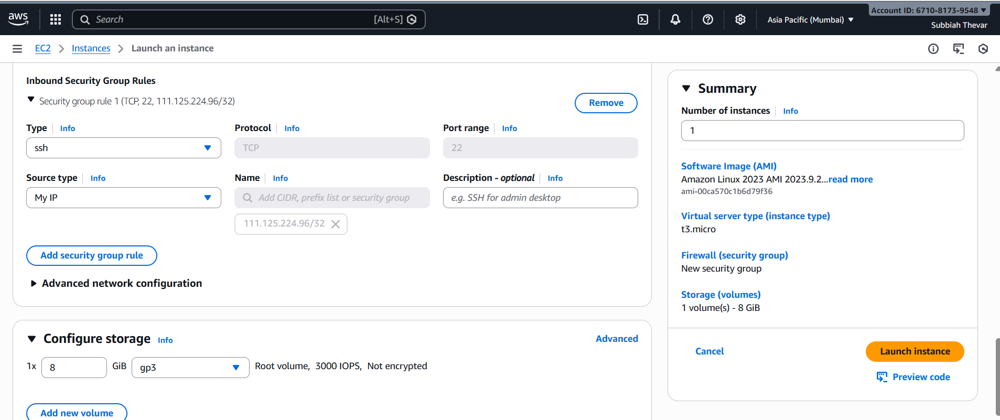 aws
Search [Alt+S]
Asia Pacific (Mumbai)
Account ID: 6710-8173-9548
Subbiah Thevar
EC2 Instances Launch an instance
Inbound Security Group Rules
Security group rule 1 (TCP, 22, 111.125.224.96/32)
Remove
Type Info
ssh
Protocol Info
TCP
Port range Info
22
Source type Info
My IP
Name Info
Add CIDR, prefix list or security group
111.125.224.96/32
Description - optional Info
e.g. SSH for admin desktop
Add security group rule
Advanced network configuration
Configure storage Info
Advanced
1x 8 GiB gp3 Root volume, 3000 IOPS, Not encrypted
Add new volume
Summary
Number of instances Info
1
Software Image (AMI)
Amazon Linux 2023 AMI 2023.9.2...read more
ami-00ca570c1b6d79f36
Virtual server type (instance type)
t3.micro
Firewall (security group)
New security group
Storage (volumes)
1 volume(s) - 8 GiB
Cancel
Launch instance
Preview code